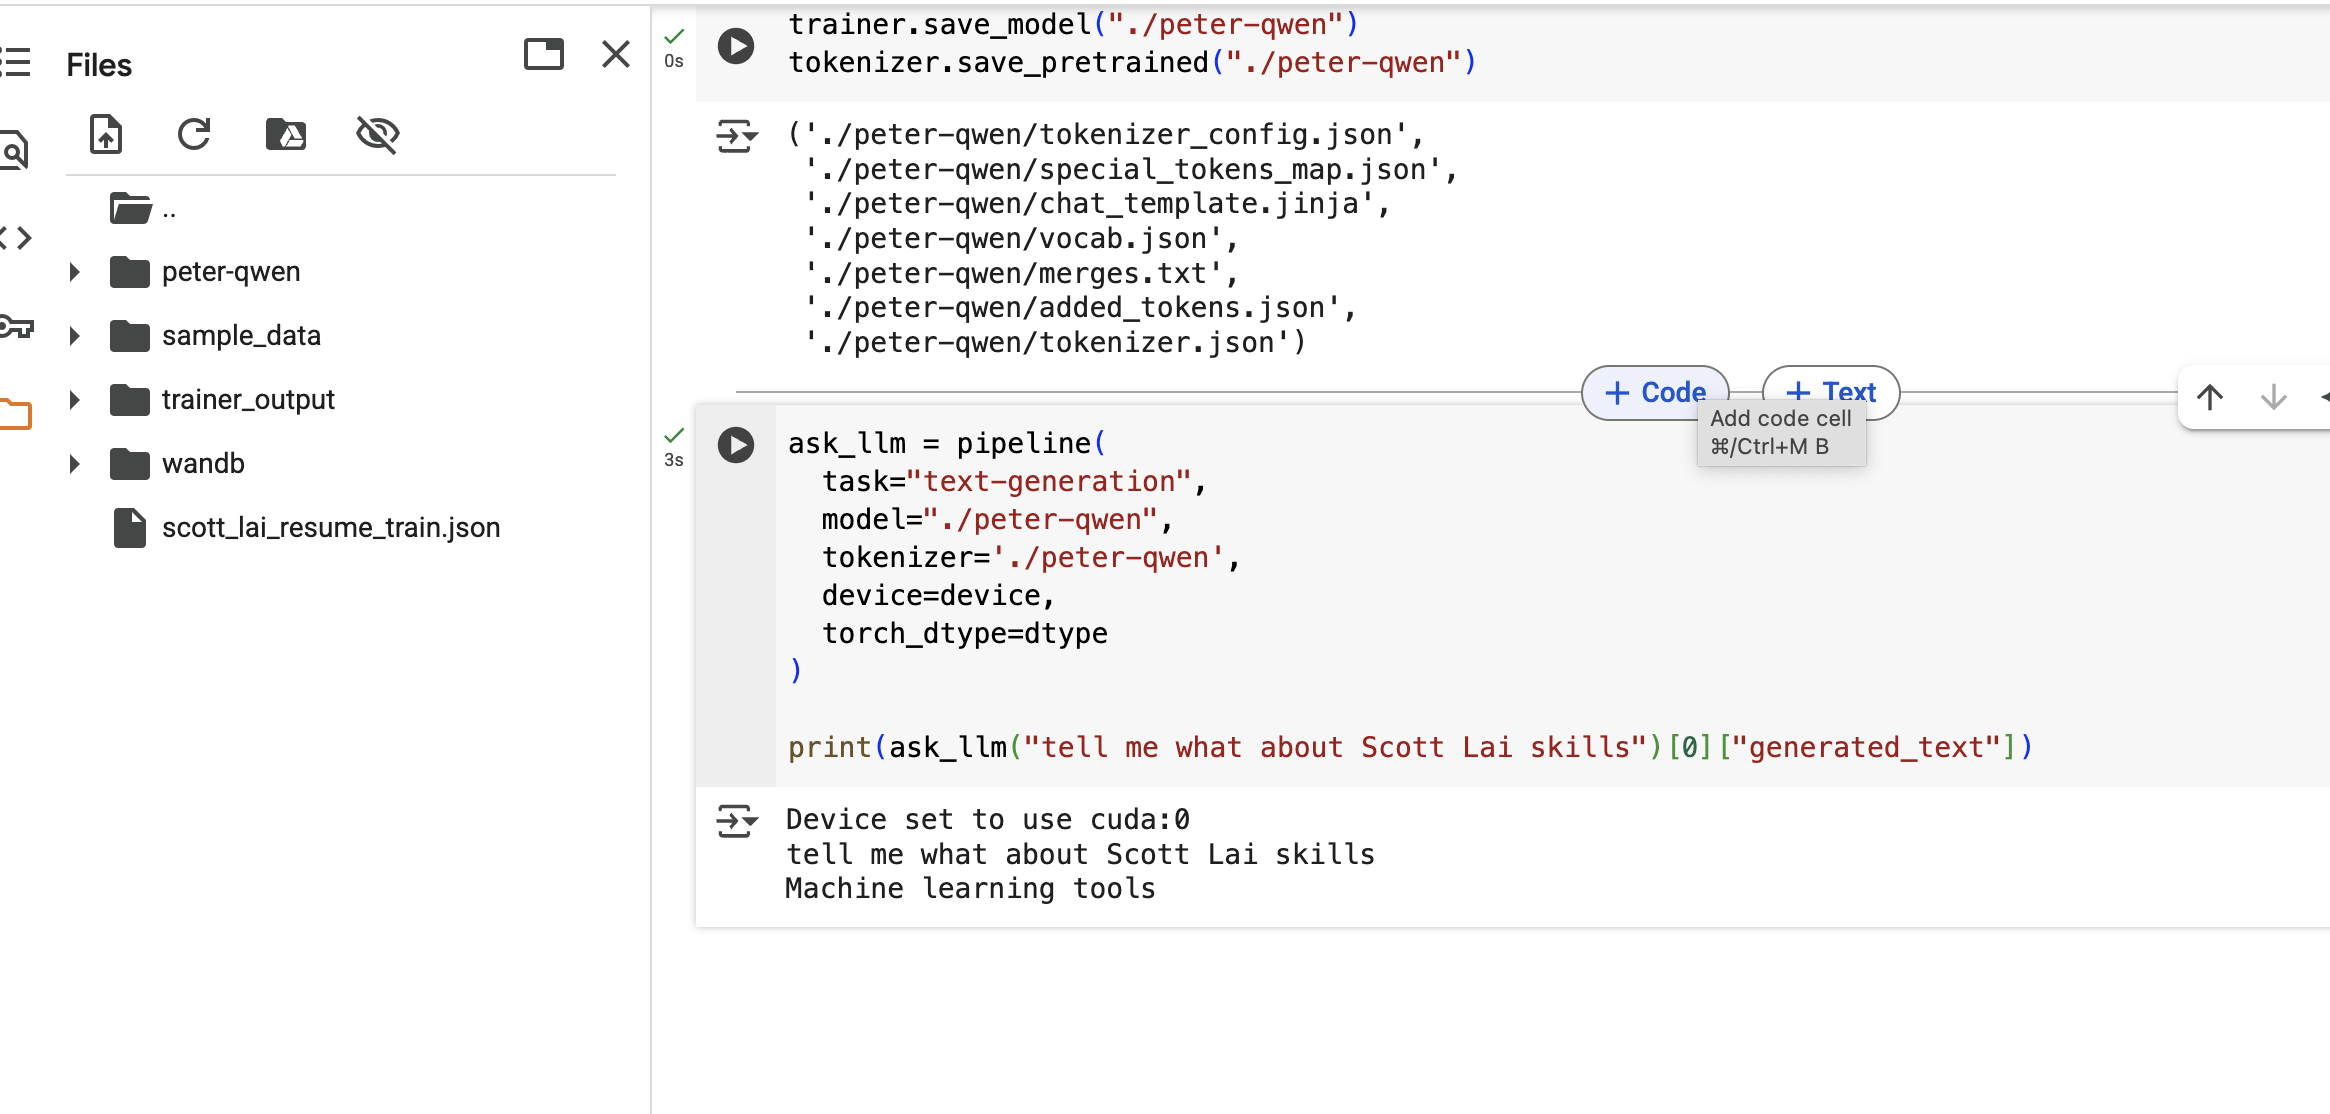 Files
..
peter-qwen
sample_data
trainer_output
wandb
scott_lai_resume_train.json
0s
trainer.save_model("./peter-qwen")
tokenizer.save_pretrained("./peter-qwen")
('./peter-qwen/tokenizer_config.json',
'./peter-qwen/special_tokens_map.json',
'./peter-qwen/chat_template.jinja',
'./peter-qwen/vocab.json',
'./peter-qwen/merges.txt',
'./peter-qwen/added_tokens.json',
'./peter-qwen/tokenizer.json')
+ Code + Text
Add code cell
⌘/Ctrl+M B
3s
ask_llm = pipeline(
  task="text-generation",
  model="./peter-qwen",
  tokenizer='./peter-qwen',
  device=device,
  torch_dtype=dtype
)
print(ask_llm("tell me what about Scott Lai skills")[0]["generated_text"])
Device set to use cuda:0
tell me what about Scott Lai skills
Machine learning tools